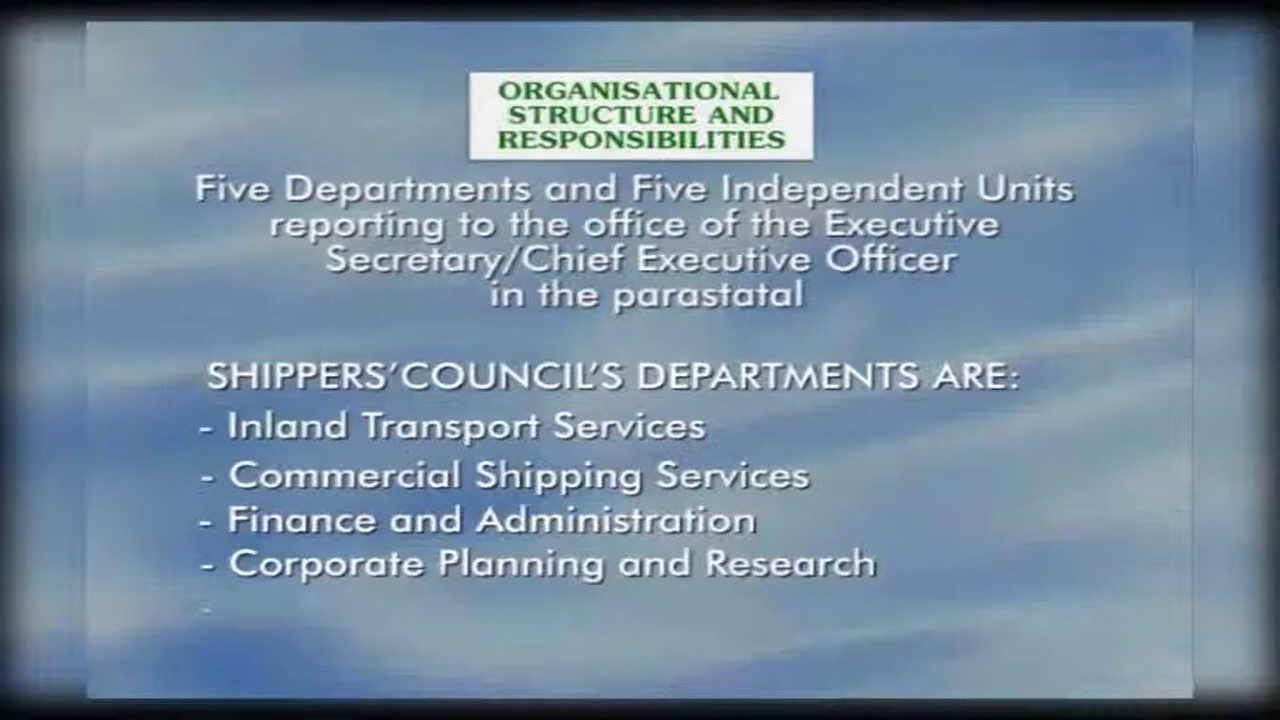 ORGANISATIONAL
STRUCTURE AND
RESPONSIBILITIES
Five Departments and Five Independent Units
reporting to the office of the Executive
Secretary/Chief Executive Officer
in the parastatal
SHIPPERS'COUNCIL'S DEPARTMENTS ARE:
- Inland Transport Services
- Commercial Shipping Services
- Finance and Administration
- Corporate Planning and Research
-